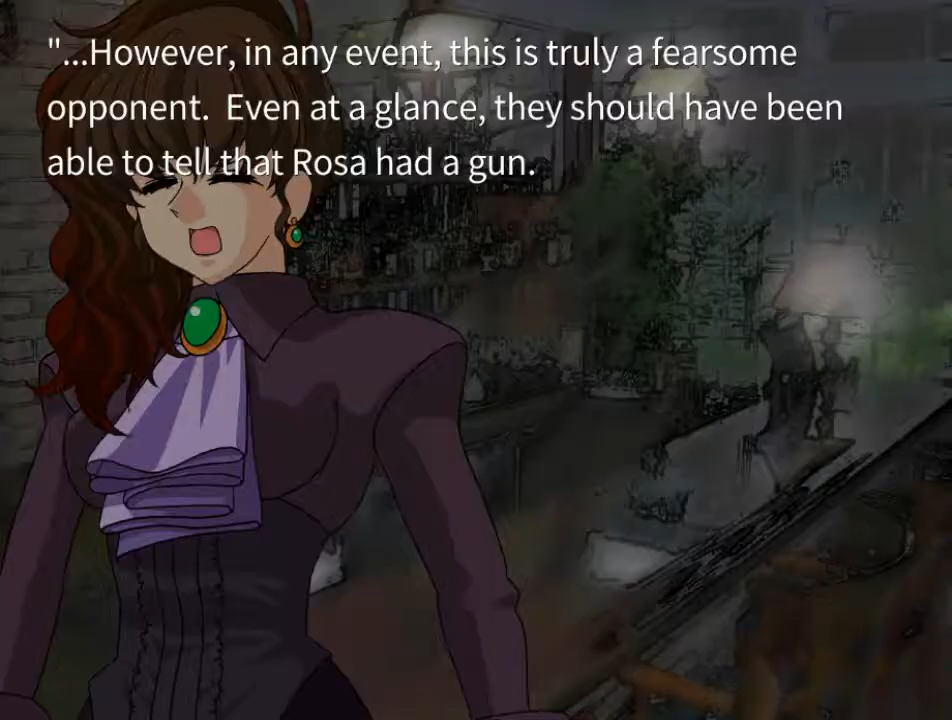 "...However, in any event, this is truly a fearsome
opponent.  Even at a glance, they should have been
able to tell that Rosa had a gun.